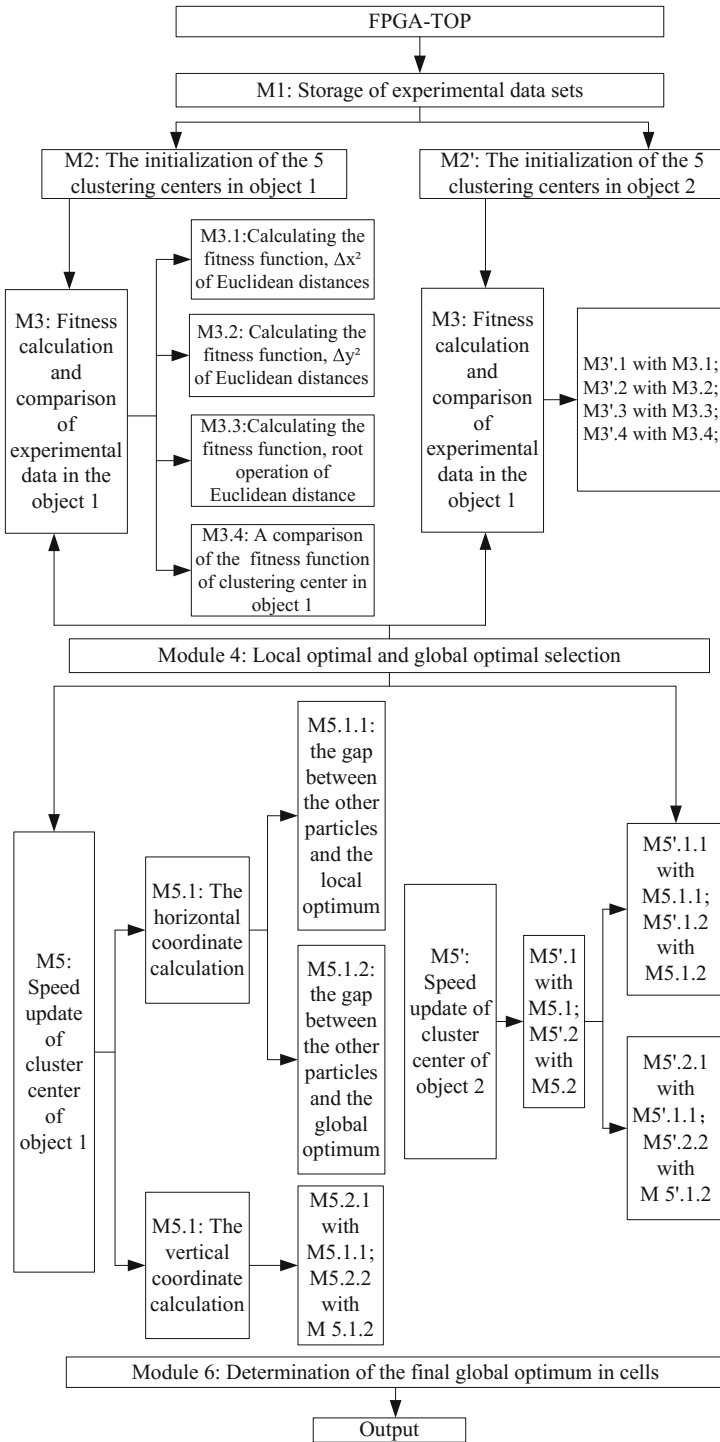 FPGA-TOP
M1: Storage of experimental data sets
M2: The initialization of the 5
clustering centers in object 1
M2': The initialization of the 5
clustering centers in object 2
M3: Fitness
calculation
and
comparison
of
experimental
data in the
object 1
M3.1:Calculating the
fitness function, Δx²
of Euclidean distances
M3.2: Calculating the
fitness function, Δy²
of Euclidean distances
M3.3:Calculating the
fitness function, root
operation of
Euclidean distance
M3.4: A comparison
of the fitness function
of clustering center in
object 1
M3: Fitness
calculation
and
comparison
of
experimental
data in the
object 1
M3'.1 with M3.1;
M3'.2 with M3.2;
M3'.3 with M3.3;
M3'.4 with M3.4;
Module 4: Local optimal and global optimal selection
M5:
Speed
update
of
cluster
center
of
object 1
M5.1: The
horizontal
coordinate
calculation
M5.1.1:
the gap
between
the other
particles
and the
local
optimum
M5.1.2:
the gap
between
the other
particles
and the
global
optimum
M5.1: The
vertical
coordinate
calculation
M5.2.1
with
M5.1.1;
M5.2.2
with
M 5.1.2
M5':
Speed
update of
cluster
center of
object 2
M5'.1
with
M5.1;
M5'.2
with
M5.2
M5'.1.1
with
M5.1.1;
M5'.1.2
with
M5.1.2
M5'.2.1
with
M5'.1.1;
M5'.2.2
with
M 5'.1.2
Module 6: Determination of the final global optimum in cells
Output